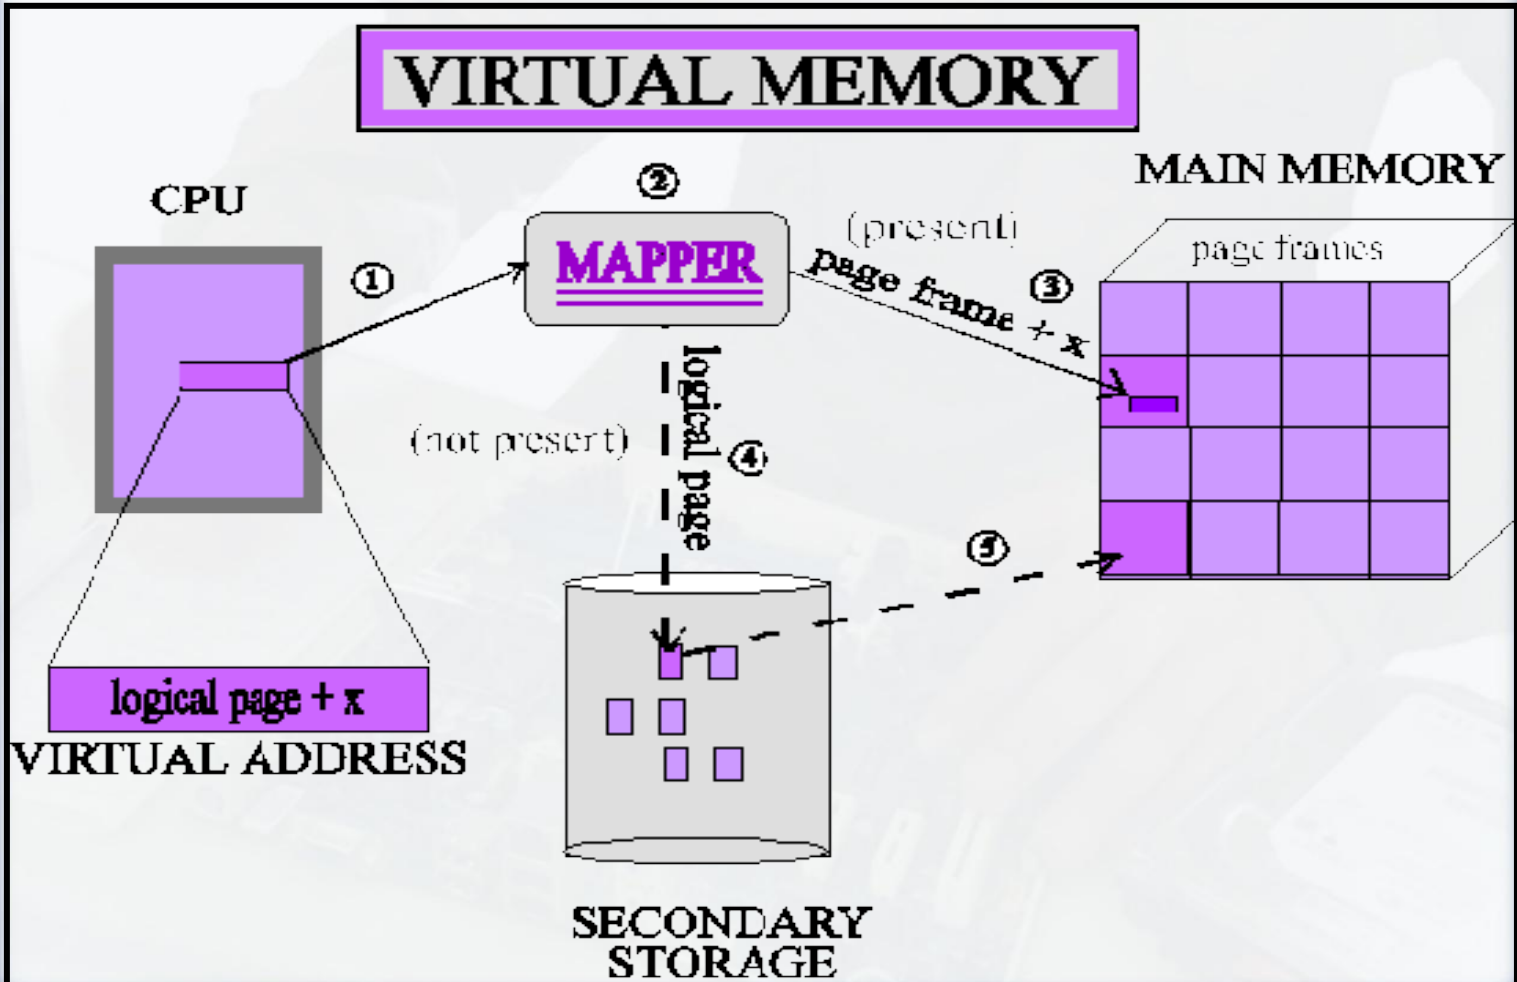 VIRTUAL MEMORY
MAIN MEMORY
CPU
②
(present)
page frames
MAPPER
①
page frame + x
③
logical page
(not present)
④
⑤
logical page + x
VIRTUAL ADDRESS
SECONDARY
STORAGE